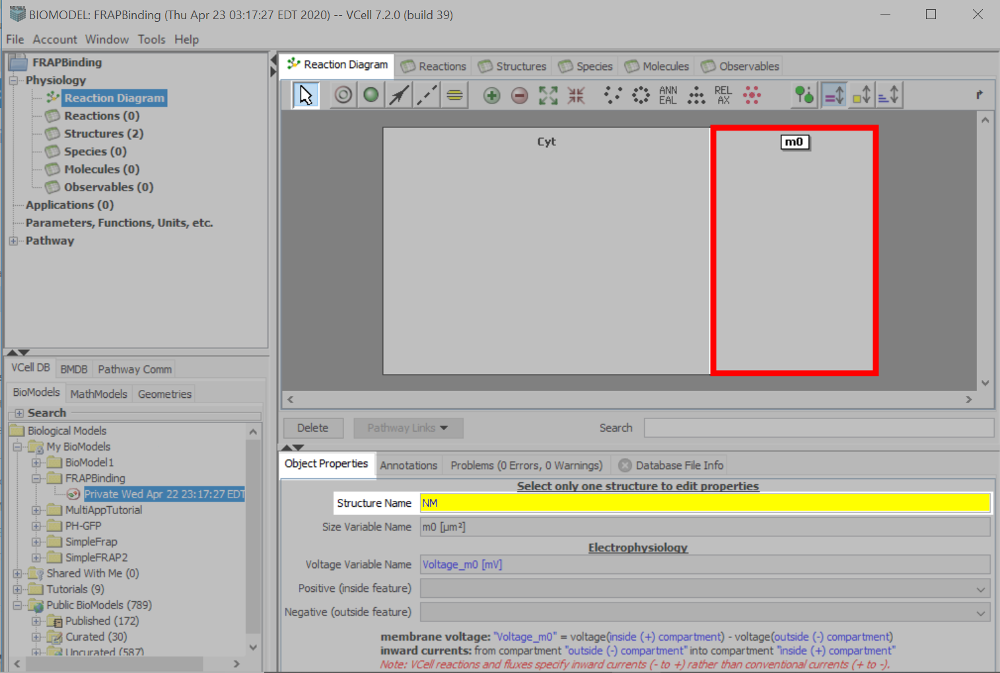 BIOMODEL: FRAPBinding (Thu Apr 23 03:17:27 EDT 2020) -- VCell 7.2.0 (build 39)
File Account Window Tools Help
FRAPBinding
Physiology
Reaction Diagram
Reactions (0)
Structures (2)
Species (0)
Molecules (0)
Observables (0)
Applications (0)
Parameters, Functions, Units, etc.
Pathway
VCell DB BMDB Pathway Comm
BioModels MathModels Geometries
Search
Biological Models
My BioModels
BioModel1
FRAPBinding
Private Wed Apr 22 23:17:27 EDT
MultiAppTutorial
PH-GFP
SimpleFrap
SimpleFRAP2
Shared With Me (0)
Tutorials (9)
Public BioModels (789)
Published (172)
Curated (30)
Uncurated (587)
Reaction Diagram Reactions Structures Species Molecules Observables
ANN EAL REL AX
Cyt m0
Delete Pathway Links Search
Object Properties Annotations Problems (0 Errors, 0 Warnings) Database File Info
Select only one structure to edit properties
Structure Name NM
Size Variable Name m0 [µm²]
Electrophysiology
Voltage Variable Name Voltage_m0 [mV]
Positive (inside feature)
Negative (outside feature)
membrane voltage: "Voltage_m0" = voltage(inside (+) compartment) - voltage(outside (-) compartment)
inward currents: from compartment "outside (-) compartment" into compartment "inside (+) compartment"
Note: VCell reactions and fluxes specify inward currents (- to +) rather than conventional currents (+ to -).